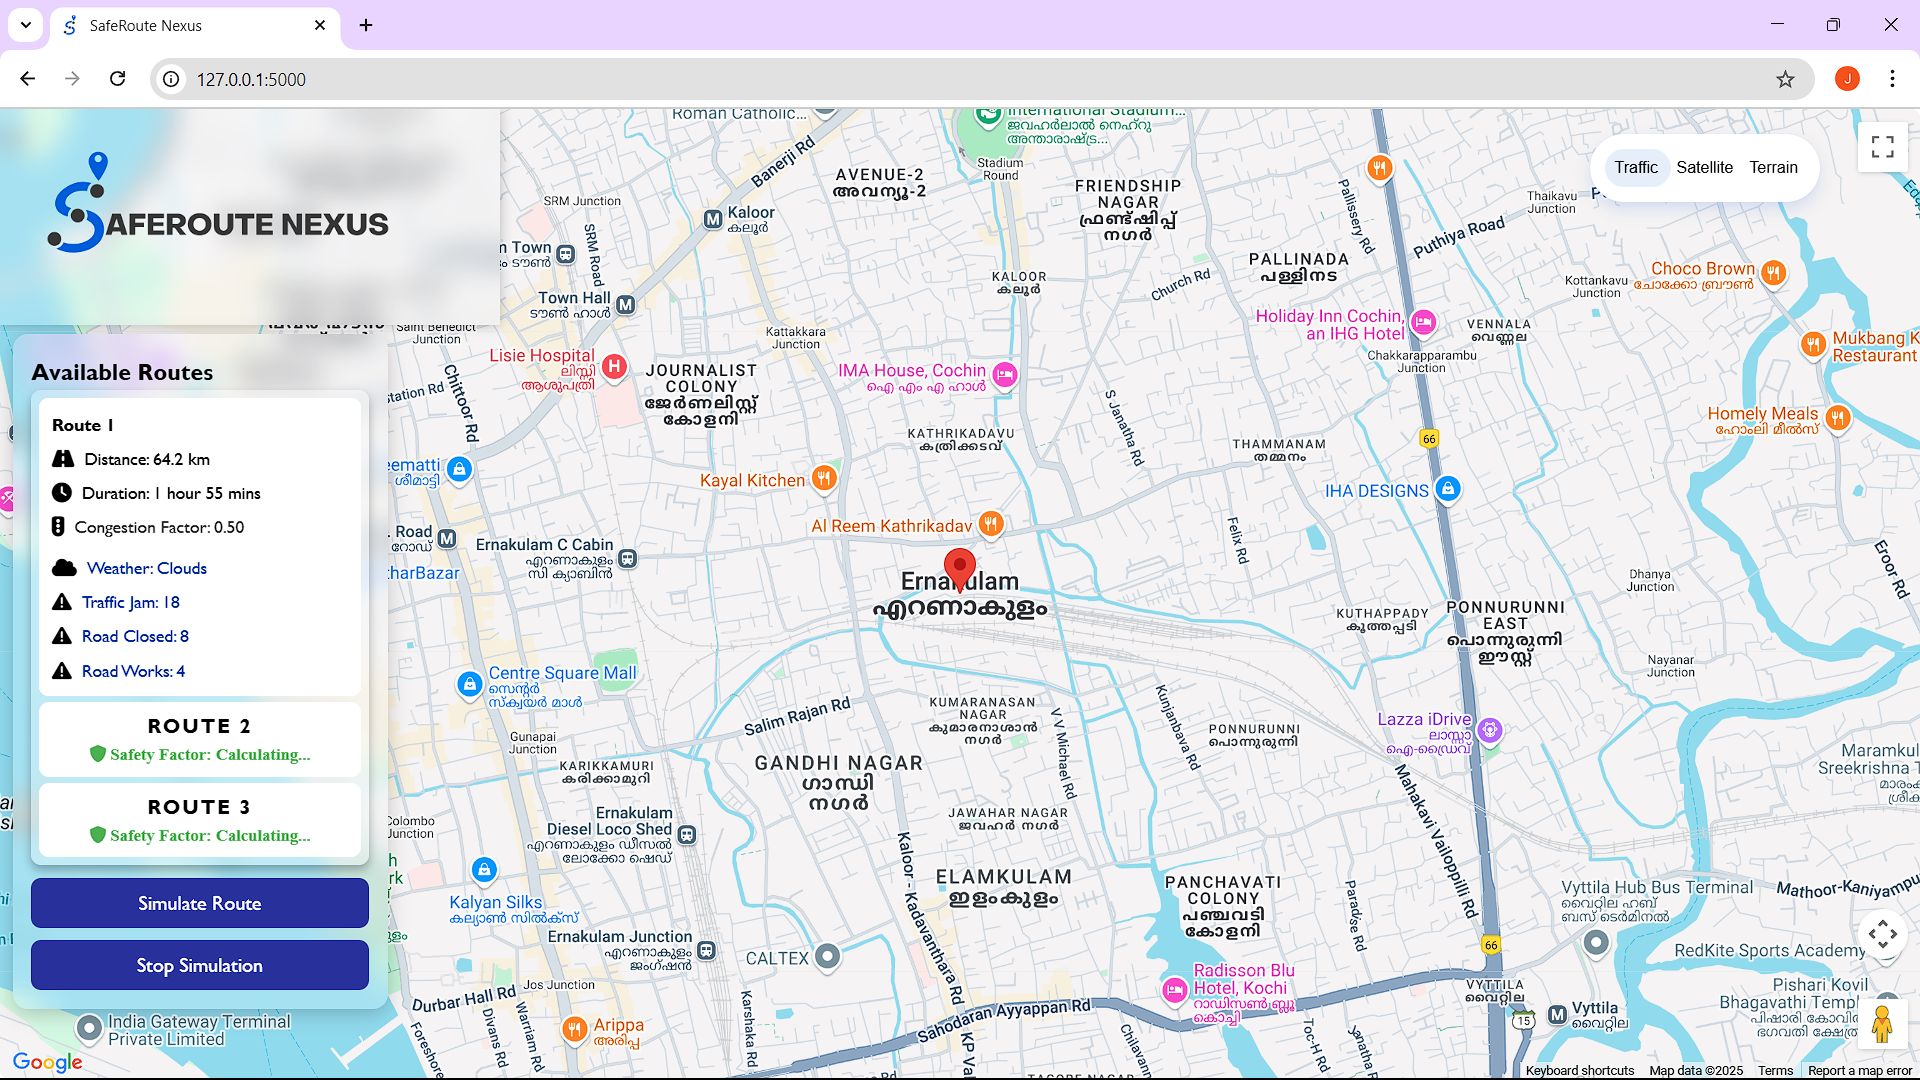 SafeRoute Nexus
127.0.0.1:5000
J
SAFEROUTE NEXUS
Available Routes
Route 1
Distance: 64.2 km
Duration: 1 hour 55 mins
Congestion Factor: 0.50
Weather: Clouds
Traffic Jam: 18
Road Closed: 8
Road Works: 4
ROUTE 2
Safety Factor: Calculating...
ROUTE 3
Safety Factor: Calculating...
Simulate Route
Stop Simulation
Traffic
Satellite
Terrain
Roman Catholic...
International Stadium...
ജവഹർലാൽ നെഹ്റു
അന്താരാഷ്ട്ര...
Stadium
Round
Banerji Rd
AVENUE-2
അവന്യൂ-2
FRIENDSHIP
NAGAR
ഫ്രണ്ട്ഷിപ്പ്
നഗർ
Pallissery Rd
Thaikavu
Junction
Puthiya Road
SRM Junction
SRM Road
M Kaloor
കലൂർ
Town
ടൗൺ
Town Hall M
ടൗൺ ഹാൾ
KALOOR
കലൂർ
Church Rd
PALLINADA
പള്ളിനട
Kottankavu
Junction
Choco Brown
ചോക്കോ ബ്രൗൺ
Saint Benedict
Junction
Kattakkara
Junction
Holiday Inn Cochin,
an IHG Hotel
VENNALA
വെണ്ണല
Mukbang K
Restaurant
Chakkaraparambu
Junction
Lisie Hospital
ലിസ്സി
ആശുപത്രി
H
JOURNALIST
COLONY
ജേർണലിസ്റ്റ്
കോളനി
IMA House, Cochin
ഐ എം എ ഹാൾ
Chittoor Rd
station Rd
S Janatha Rd
Homely Meals
ഹോംലി മീൽസ്
KATHRIKADAVU
കത്രിക്കടവ്
THAMMANAM
തമ്മനം
66
eematti
ശീമാട്ടി
Kayal Kitchen
IHA DESIGNS
Al Reem Kathrikadav
Felix Rd
. Road M
റോഡ്
Ernakulam C Cabin
എറണാകുളം
സി ക്യാബിൻ
tharBazar
Ernakulam
എറണാകുളം
Eroor Rd
Dhanya
Junction
KUTHAPPADY
കൂത്തപ്പടി
PONNURUNNI
EAST
പൊന്നുരുന്നി
ഈസ്റ്റ്
Nayanar
Junction
Centre Square Mall
സെന്റർ
സ്ക്വയർ മാൾ
Salim Rajan Rd
KUMARANASAN
NAGAR
കുമാരനാശാൻ
നഗർ
V V Michael Rd
Kunjanbava Rd
PONNURUNNI
പൊന്നുരുന്നി
Lazza iDrive
ലാസ്സാ
ഐ-ഡ്രൈവ്
Gunapai
Junction
KARIKKAMURI
കരിക്കാമുറി
GANDHI NAGAR
ഗാന്ധി
നഗർ
Mahakavi Vailoppilli Rd
Maramkul
Sreekrishna T
Colombo
Junction
Ernakulam
Diesel Loco Shed
എറണാകുളം ഡീസൽ
ലോക്കോ ഷെഡ്
JAWAHAR NAGAR
ജവഹർ നഗർ
Kaloor - Kadavanthara Rd
ELAMKULAM
ഇളംകുളം
PANCHAVATI
COLONY
പഞ്ചവടി
കോളനി
Paradise Rd
Vyttila Hub Bus Terminal
വൈറ്റില ഹബ്
ബസ് ടെർമിനൽ
Mathoor-Kaniyampu
Kalyan Silks
കല്യാൺ സിൽക്സ്
Ernakulam Junction
എറണാകുളം
ജംഗ്ഷൻ
CALTEX
66
RedKite Sports Academy
Radisson Blu
Hotel, Kochi
റാഡിസൺ ബ്ലൂ
കൊച്ചി
VYTTILA
വൈറ്റില
Pishari Kovil
Bhagavathi Templ
പിഷാരി കോവി
ഭഗവതി ക്ഷേത്ര
Jos Junction
Durbar Hall Rd
Divans Rd
Warriam Rd
Foreshore
Karshaka Rd
KP Va
Sahodaran Ayyappan Rd
Chilavan
Toc-H Rd
15
M Vyttila
വൈറ്റില
India Gateway Terminal
Private Limited
Arippa
അരിപ്പ
Google
Keyboard shortcuts
Map data ©2025
Terms
Report a map error